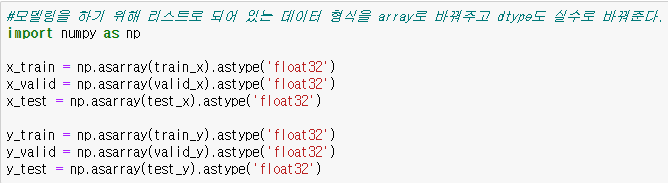 #모델링을 하기 위해 리스트로 되어 있는 데이터 형식을 array로 바꿔주고 dtype도 실수로 바꿔준다.
import numpy as np
x_train = np.asarray(train_x).astype('float32')
x_valid = np.asarray(valid_x).astype('float32')
x_test = np.asarray(test_x).astype('float32')
y_train = np.asarray(train_y).astype('float32')
y_valid = np.asarray(valid_y).astype('float32')
y_test = np.asarray(test_y).astype('float32')